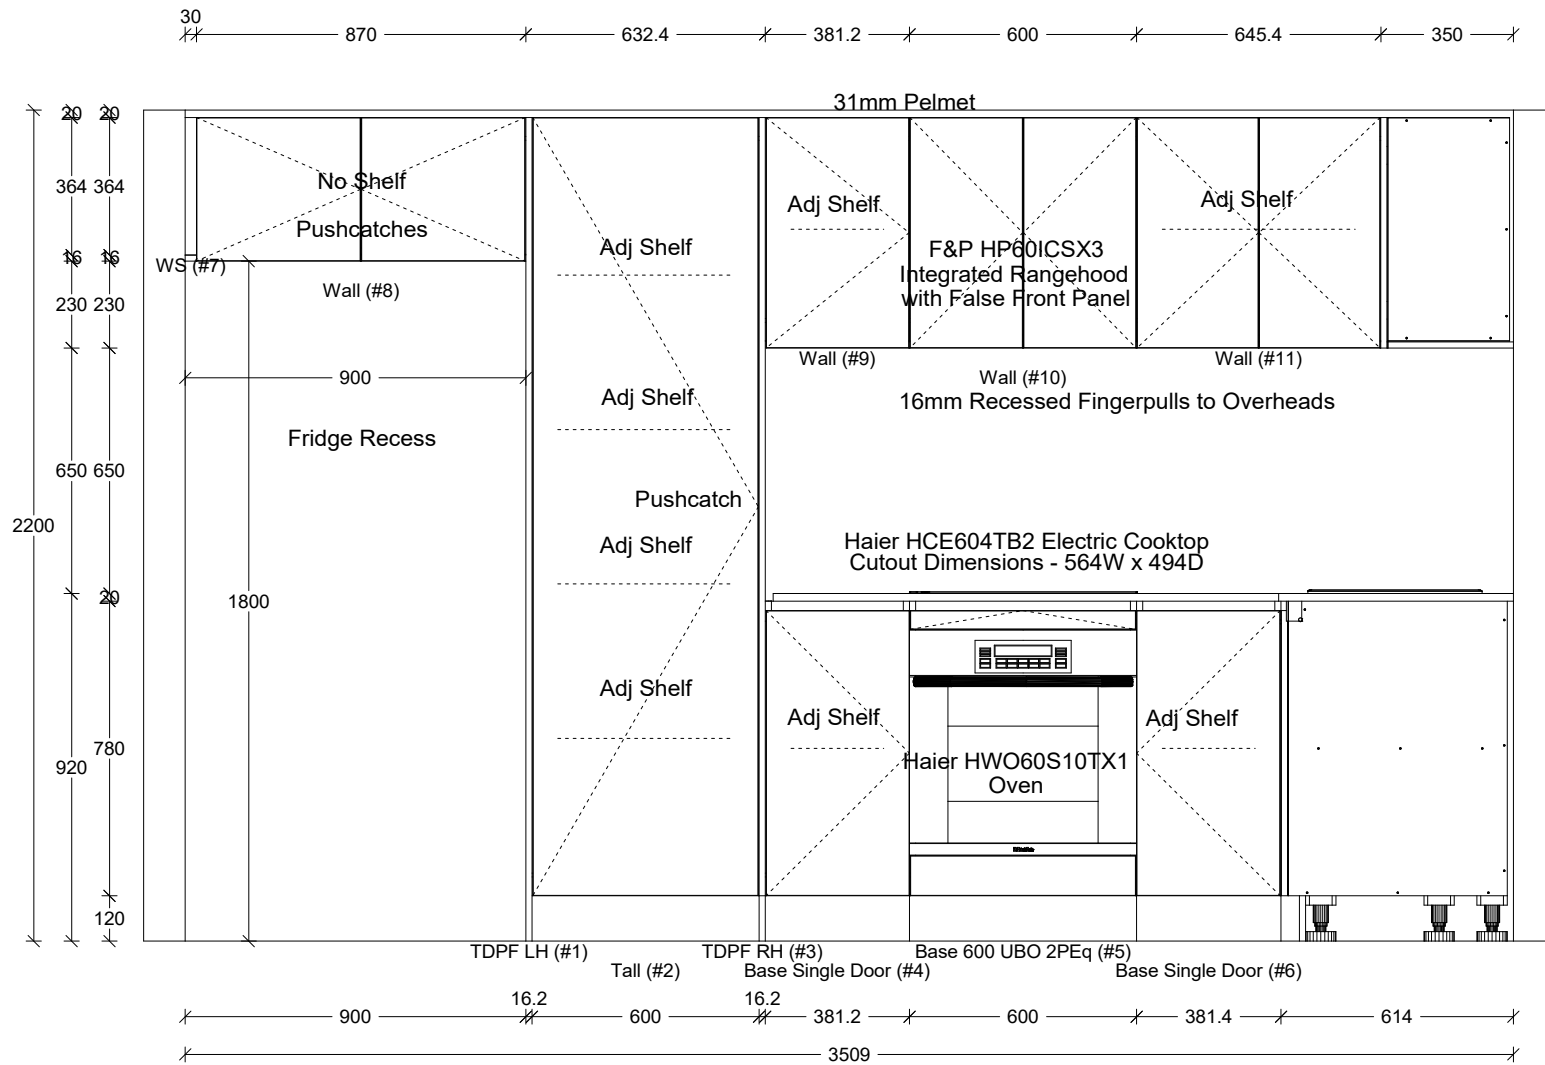 30
870
632.4
381.2
600
645.4
350
31mm Pelmet
20
20
364
364
No Shelf
Adj Shelf
Adj Shelf
Pushcatches
Adj Shelf
F&P HP60ICSX3
Integrated Rangehood
with False Front Panel
16
16
WS (#7)
Wall (#8)
230
230
Wall (#9)
Wall (#10)
Wall (#11)
900
16mm Recessed Fingerpulls to Overheads
Adj Shelf
Fridge Recess
650
650
Pushcatch
2200
Haier HCE604TB2 Electric Cooktop
Cutout Dimensions - 564W x 494D
Adj Shelf
20
1800
Adj Shelf
Adj Shelf
Adj Shelf
780
920
Haier HWO60S10TX1
Oven
120
TDPF LH (#1)
TDPF RH (#3)
Base 600 UBO 2PEq (#5)
Tall (#2)
Base Single Door (#4)
Base Single Door (#6)
16.2
16.2
900
600
381.2
600
381.4
614
3509